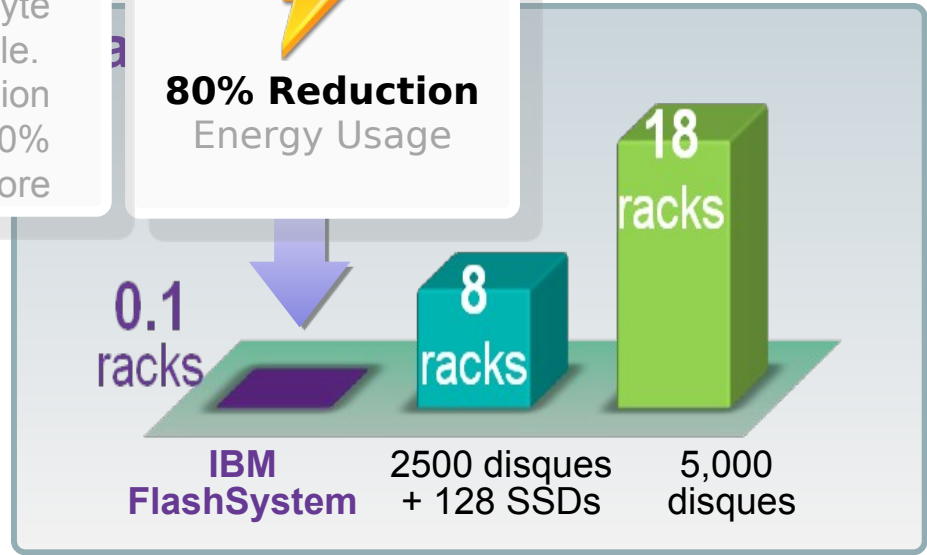 80% Reduction
Energy Usage
18
racks
0.1
racks
8
racks
IBM
FlashSystem
2500 disques
+ 128 SSDs
5,000
disques